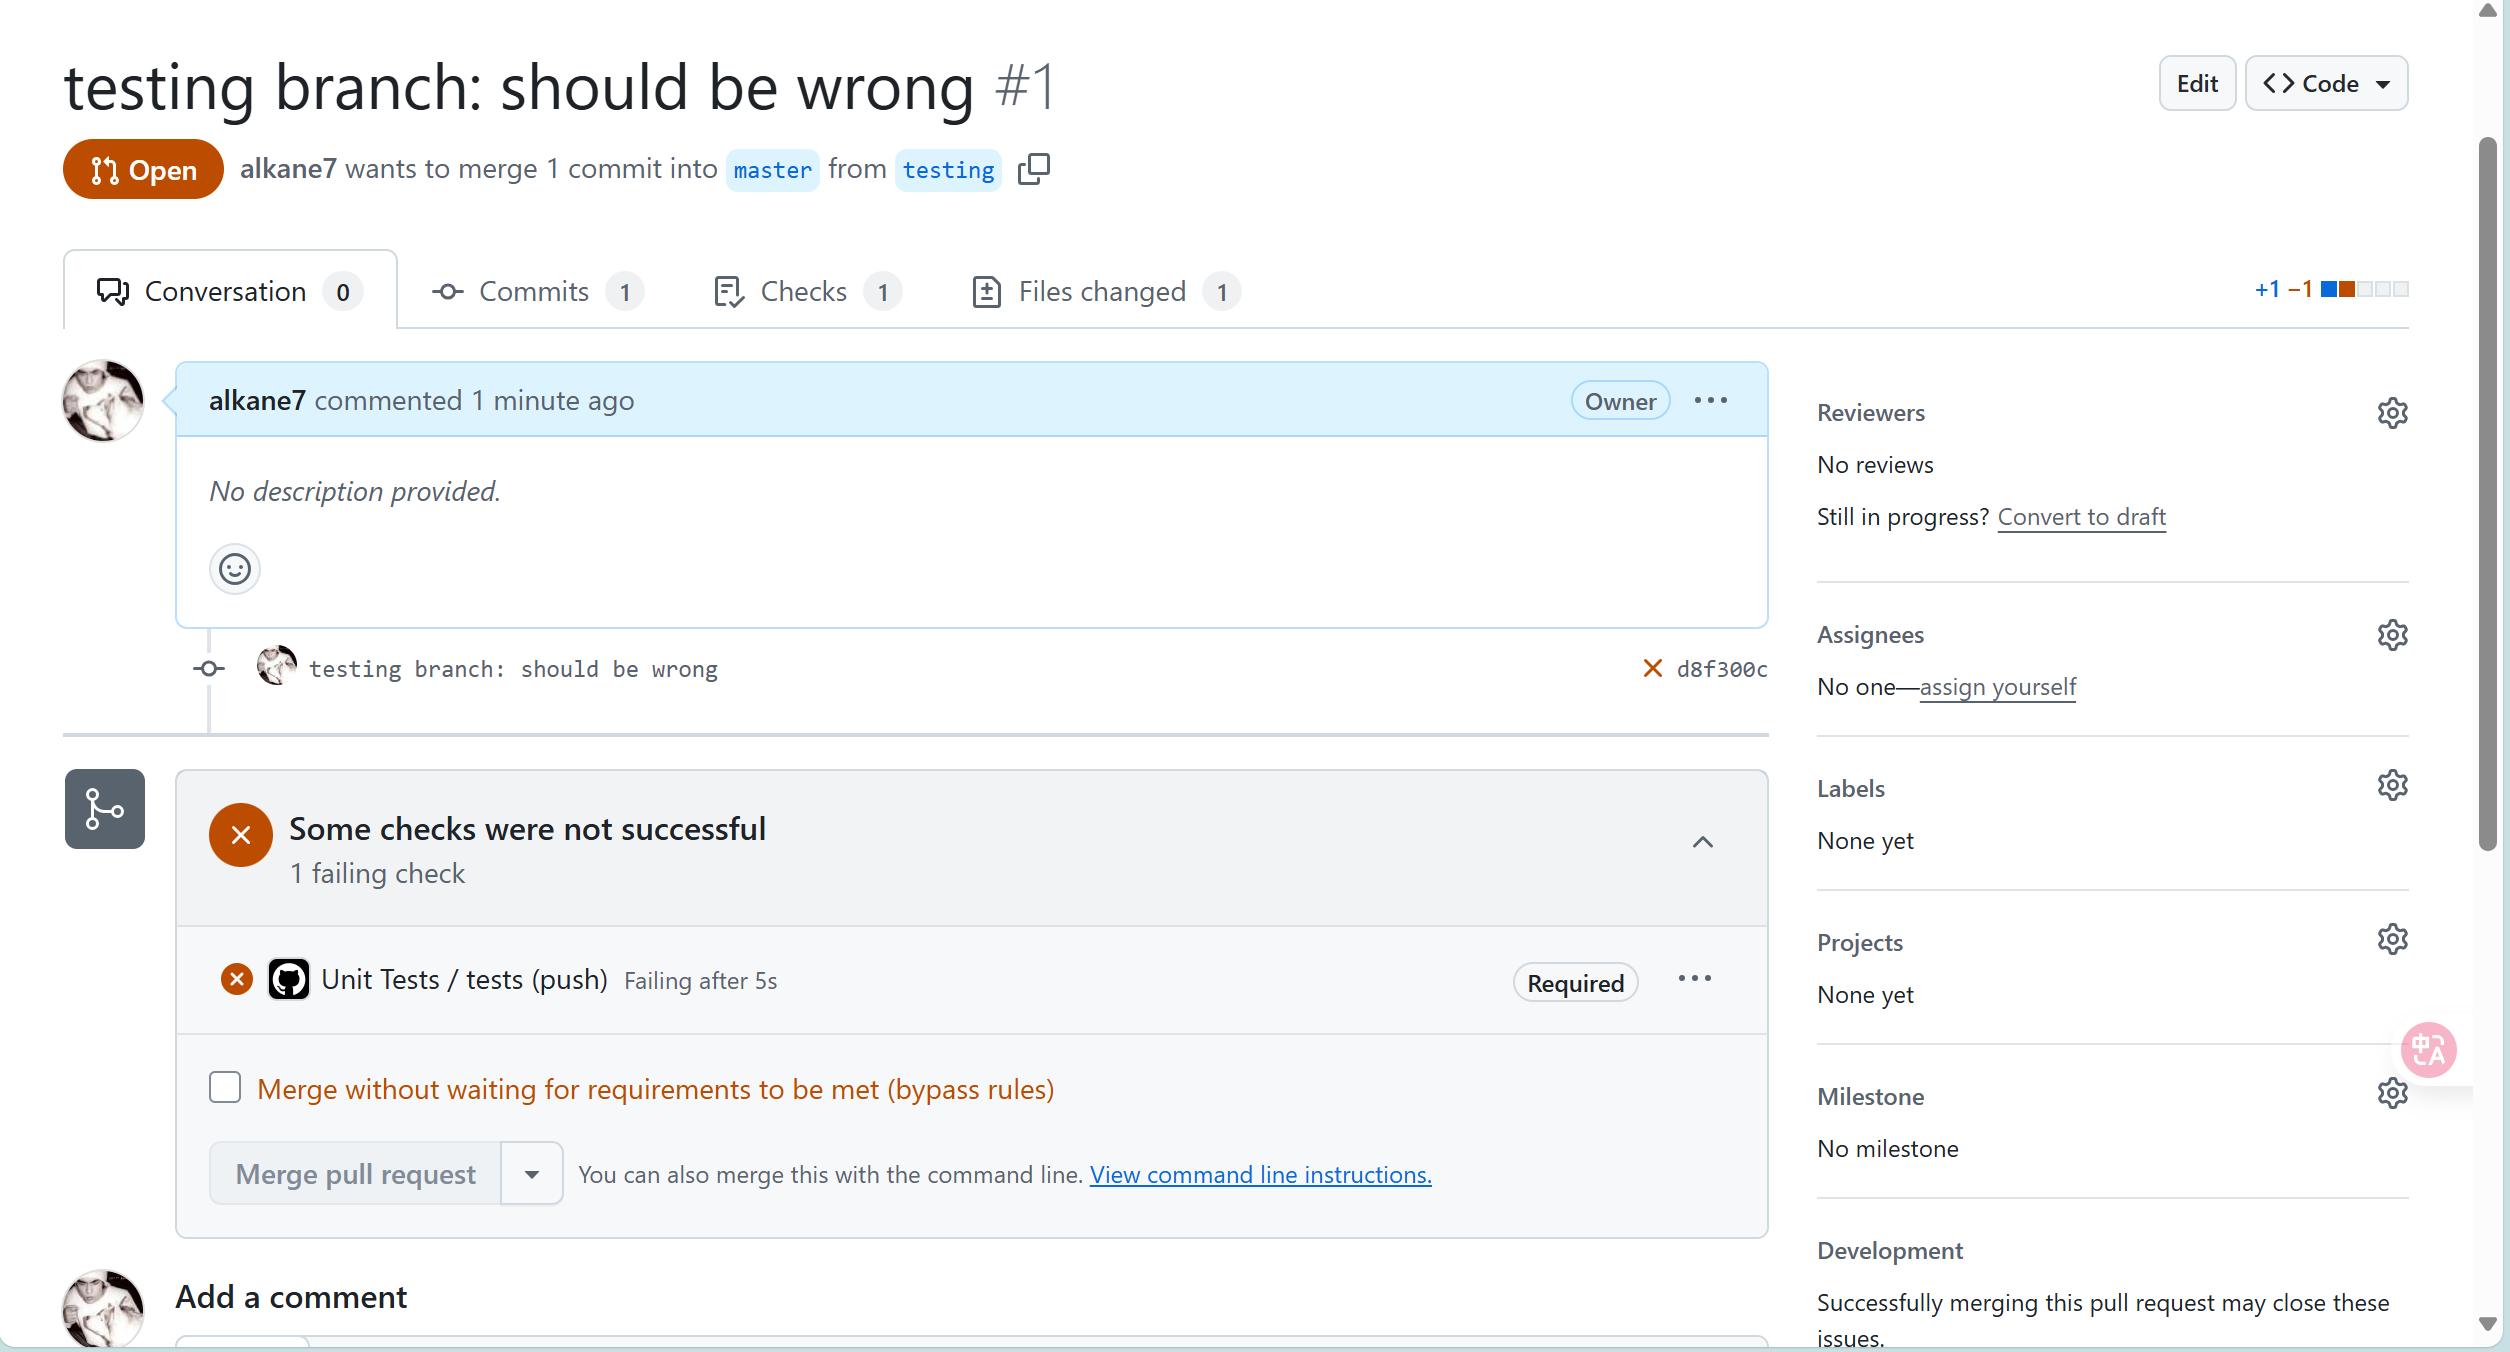 testing branch: should be wrong #1
Edit
Code
Open
alkane7 wants to merge 1 commit into master from testing
Conversation 0
Commits 1
Checks 1
Files changed 1
+1 −1
alkane7 commented 1 minute ago
Owner
No description provided.
testing branch: should be wrong
d8f300c
Some checks were not successful
1 failing check
Unit Tests / tests (push) Failing after 5s
Required
Merge without waiting for requirements to be met (bypass rules)
Merge pull request
You can also merge this with the command line. View command line instructions.
Add a comment
Reviewers
No reviews
Still in progress? Convert to draft
Assignees
No one—assign yourself
Labels
None yet
Projects
None yet
中A
Milestone
No milestone
Development
Successfully merging this pull request may close these
issues.